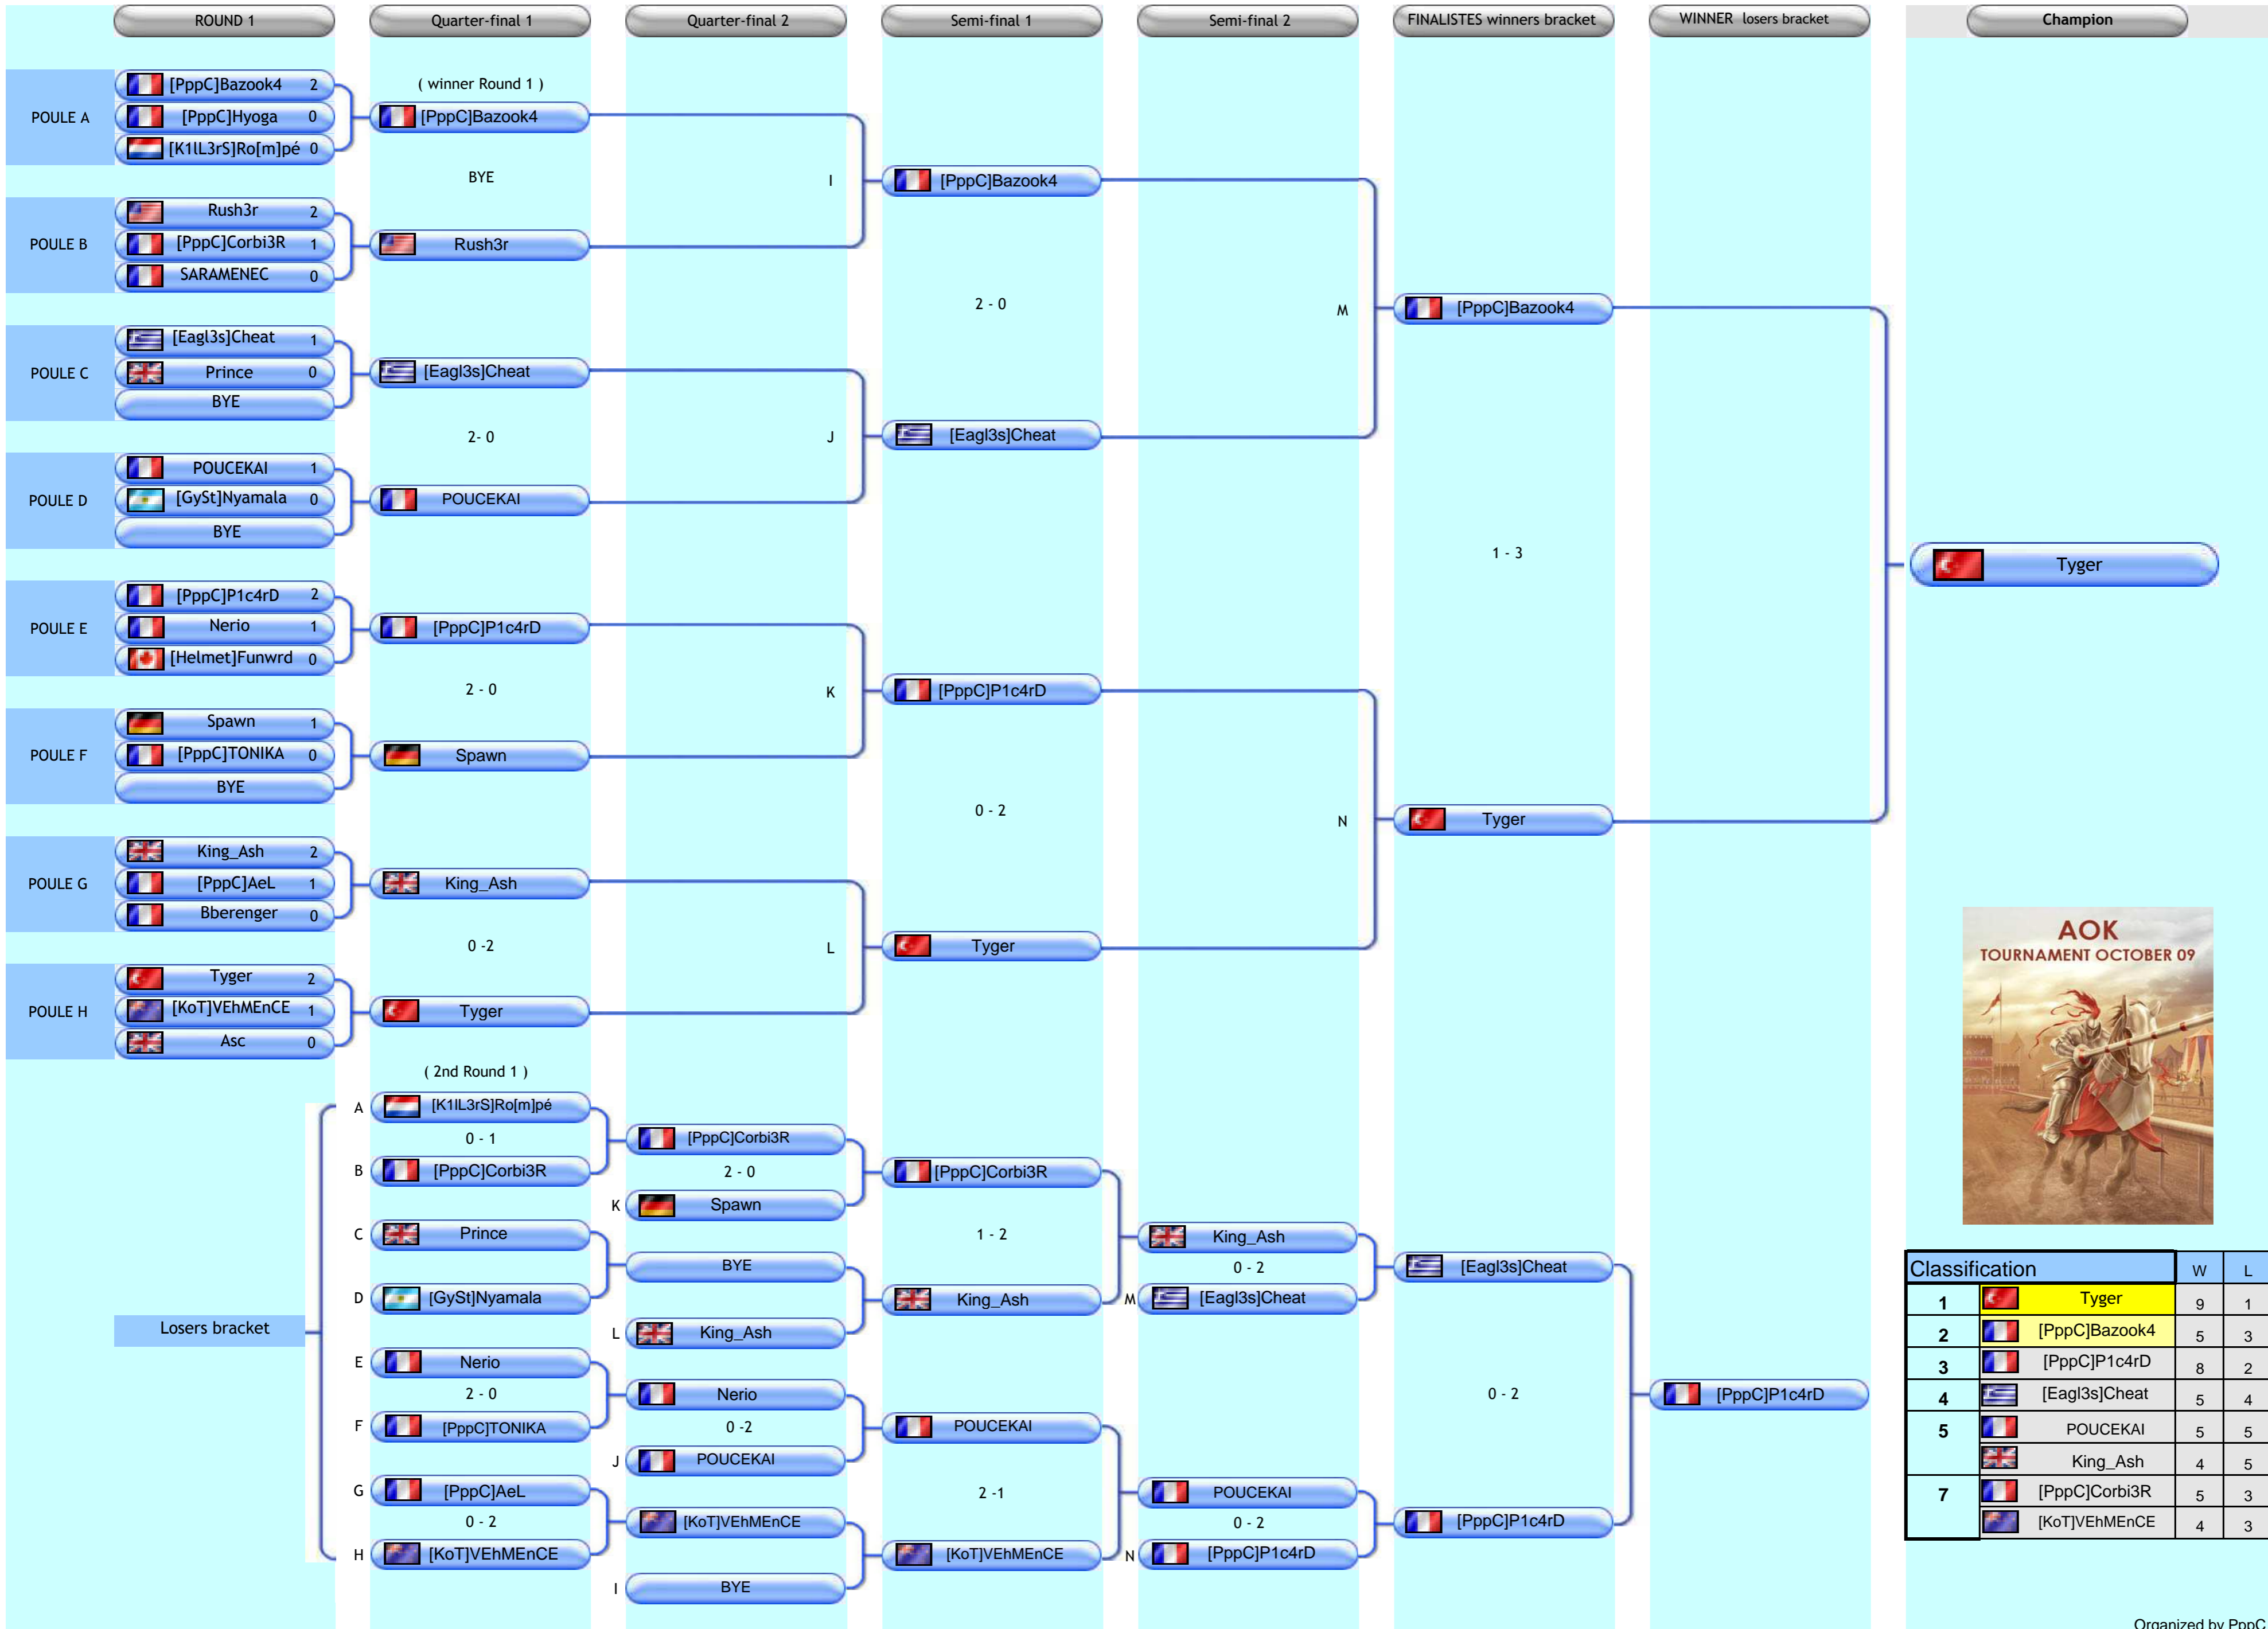 ROUND 1
Quarter-final 1
Quarter-final 2
Semi-final 1
Semi-final 2
FINALISTES winners bracket
WINNER losers bracket
Champion
( winner Round 1 )
POULE A
[PppC]Bazook4 2
[PppC]Hyoga 0
[K1lL3rS]Ro[m]pé 0
POULE B
Rush3r 2
[PppC]Corbi3R 1
SARAMENEC 0
POULE C
[Eagl3s]Cheat 1
Prince 0
BYE
POULE D
POUCEKAI 1
[GySt]Nyamala 0
BYE
POULE E
[PppC]P1c4rD 2
Nerio 1
[Helmet]Funwrd 0
POULE F
Spawn 1
[PppC]TONIKA 0
BYE
POULE G
King_Ash 2
[PppC]AeL 1
Bberenger 0
POULE H
Tyger 2
[KoT]VEhMEnCE 1
Asc 0
[PppC]Bazook4
BYE
Rush3r
[Eagl3s]Cheat
2- 0
POUCEKAI
[PppC]P1c4rD
2 - 0
Spawn
King_Ash
0 -2
Tyger
I
J
K
L
[PppC]Bazook4
2 - 0
[Eagl3s]Cheat
[PppC]P1c4rD
0 - 2
Tyger
M
N
[PppC]Bazook4
1 - 3
Tyger
Tyger
AOK
TOURNAMENT OCTOBER 09
Losers bracket
( 2nd Round 1 )
A [K1lL3rS]Ro[m]pé
0 - 1
B [PppC]Corbi3R
C Prince
D [GySt]Nyamala
E Nerio
2 - 0
F [PppC]TONIKA
G [PppC]AeL
0 - 2
H [KoT]VEhMEnCE
[PppC]Corbi3R
2 - 0
K Spawn
BYE
L King_Ash
Nerio
0 -2
J POUCEKAI
[KoT]VEhMEnCE
I BYE
[PppC]Corbi3R
1 - 2
King_Ash
POUCEKAI
2 -1
[KoT]VEhMEnCE
King_Ash
0 - 2
M [Eagl3s]Cheat
POUCEKAI
0 - 2
N [PppC]P1c4rD
[Eagl3s]Cheat
0 - 2
[PppC]P1c4rD
[PppC]P1c4rD
Classification W L
1 Tyger 9 1
2 [PppC]Bazook4 5 3
3 [PppC]P1c4rD 8 2
4 [Eagl3s]Cheat 5 4
5 POUCEKAI 5 5
King_Ash 4 5
7 [PppC]Corbi3R 5 3
[KoT]VEhMEnCE 4 3
Organized by PppC